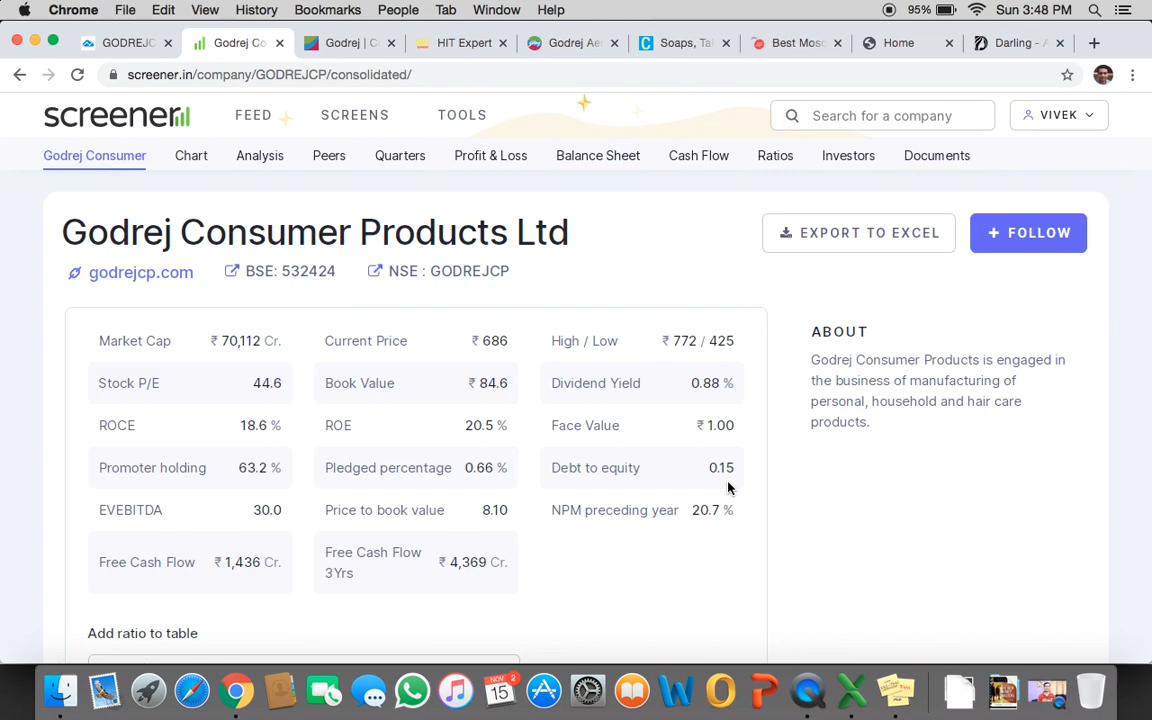 Chrome File Edit View History Bookmarks People Tab Window Help 95% Sun 3:48 PM
GODREJC Godrej Co Godrej | C HIT Expert Godrej Ae Soaps, Ta Best Mos Home Darling - A
screener.in/company/GODREJCP/consolidated/
screener FEED SCREENS TOOLS Search for a company VIVEK
Godrej Consumer Chart Analysis Peers Quarters Profit & Loss Balance Sheet Cash Flow Ratios Investors Documents
Godrej Consumer Products Ltd
EXPORT TO EXCEL
+ FOLLOW
godrejcp.com BSE: 532424 NSE : GODREJCP
Market Cap ₹ 70,112 Cr. Current Price ₹ 686 High / Low ₹ 772 / 425
Stock P/E 44.6 Book Value ₹ 84.6 Dividend Yield 0.88 %
ROCE 18.6 % ROE 20.5 % Face Value ₹ 1.00
Promoter holding 63.2 % Pledged percentage 0.66 % Debt to equity 0.15
EVEBITDA 30.0 Price to book value 8.10 NPM preceding year 20.7 %
Free Cash Flow ₹ 1,436 Cr. Free Cash Flow 3Yrs ₹ 4,369 Cr.
Add ratio to table
ABOUT
Godrej Consumer Products is engaged in
the business of manufacturing of
personal, household and hair care
products.
NOV 2
15